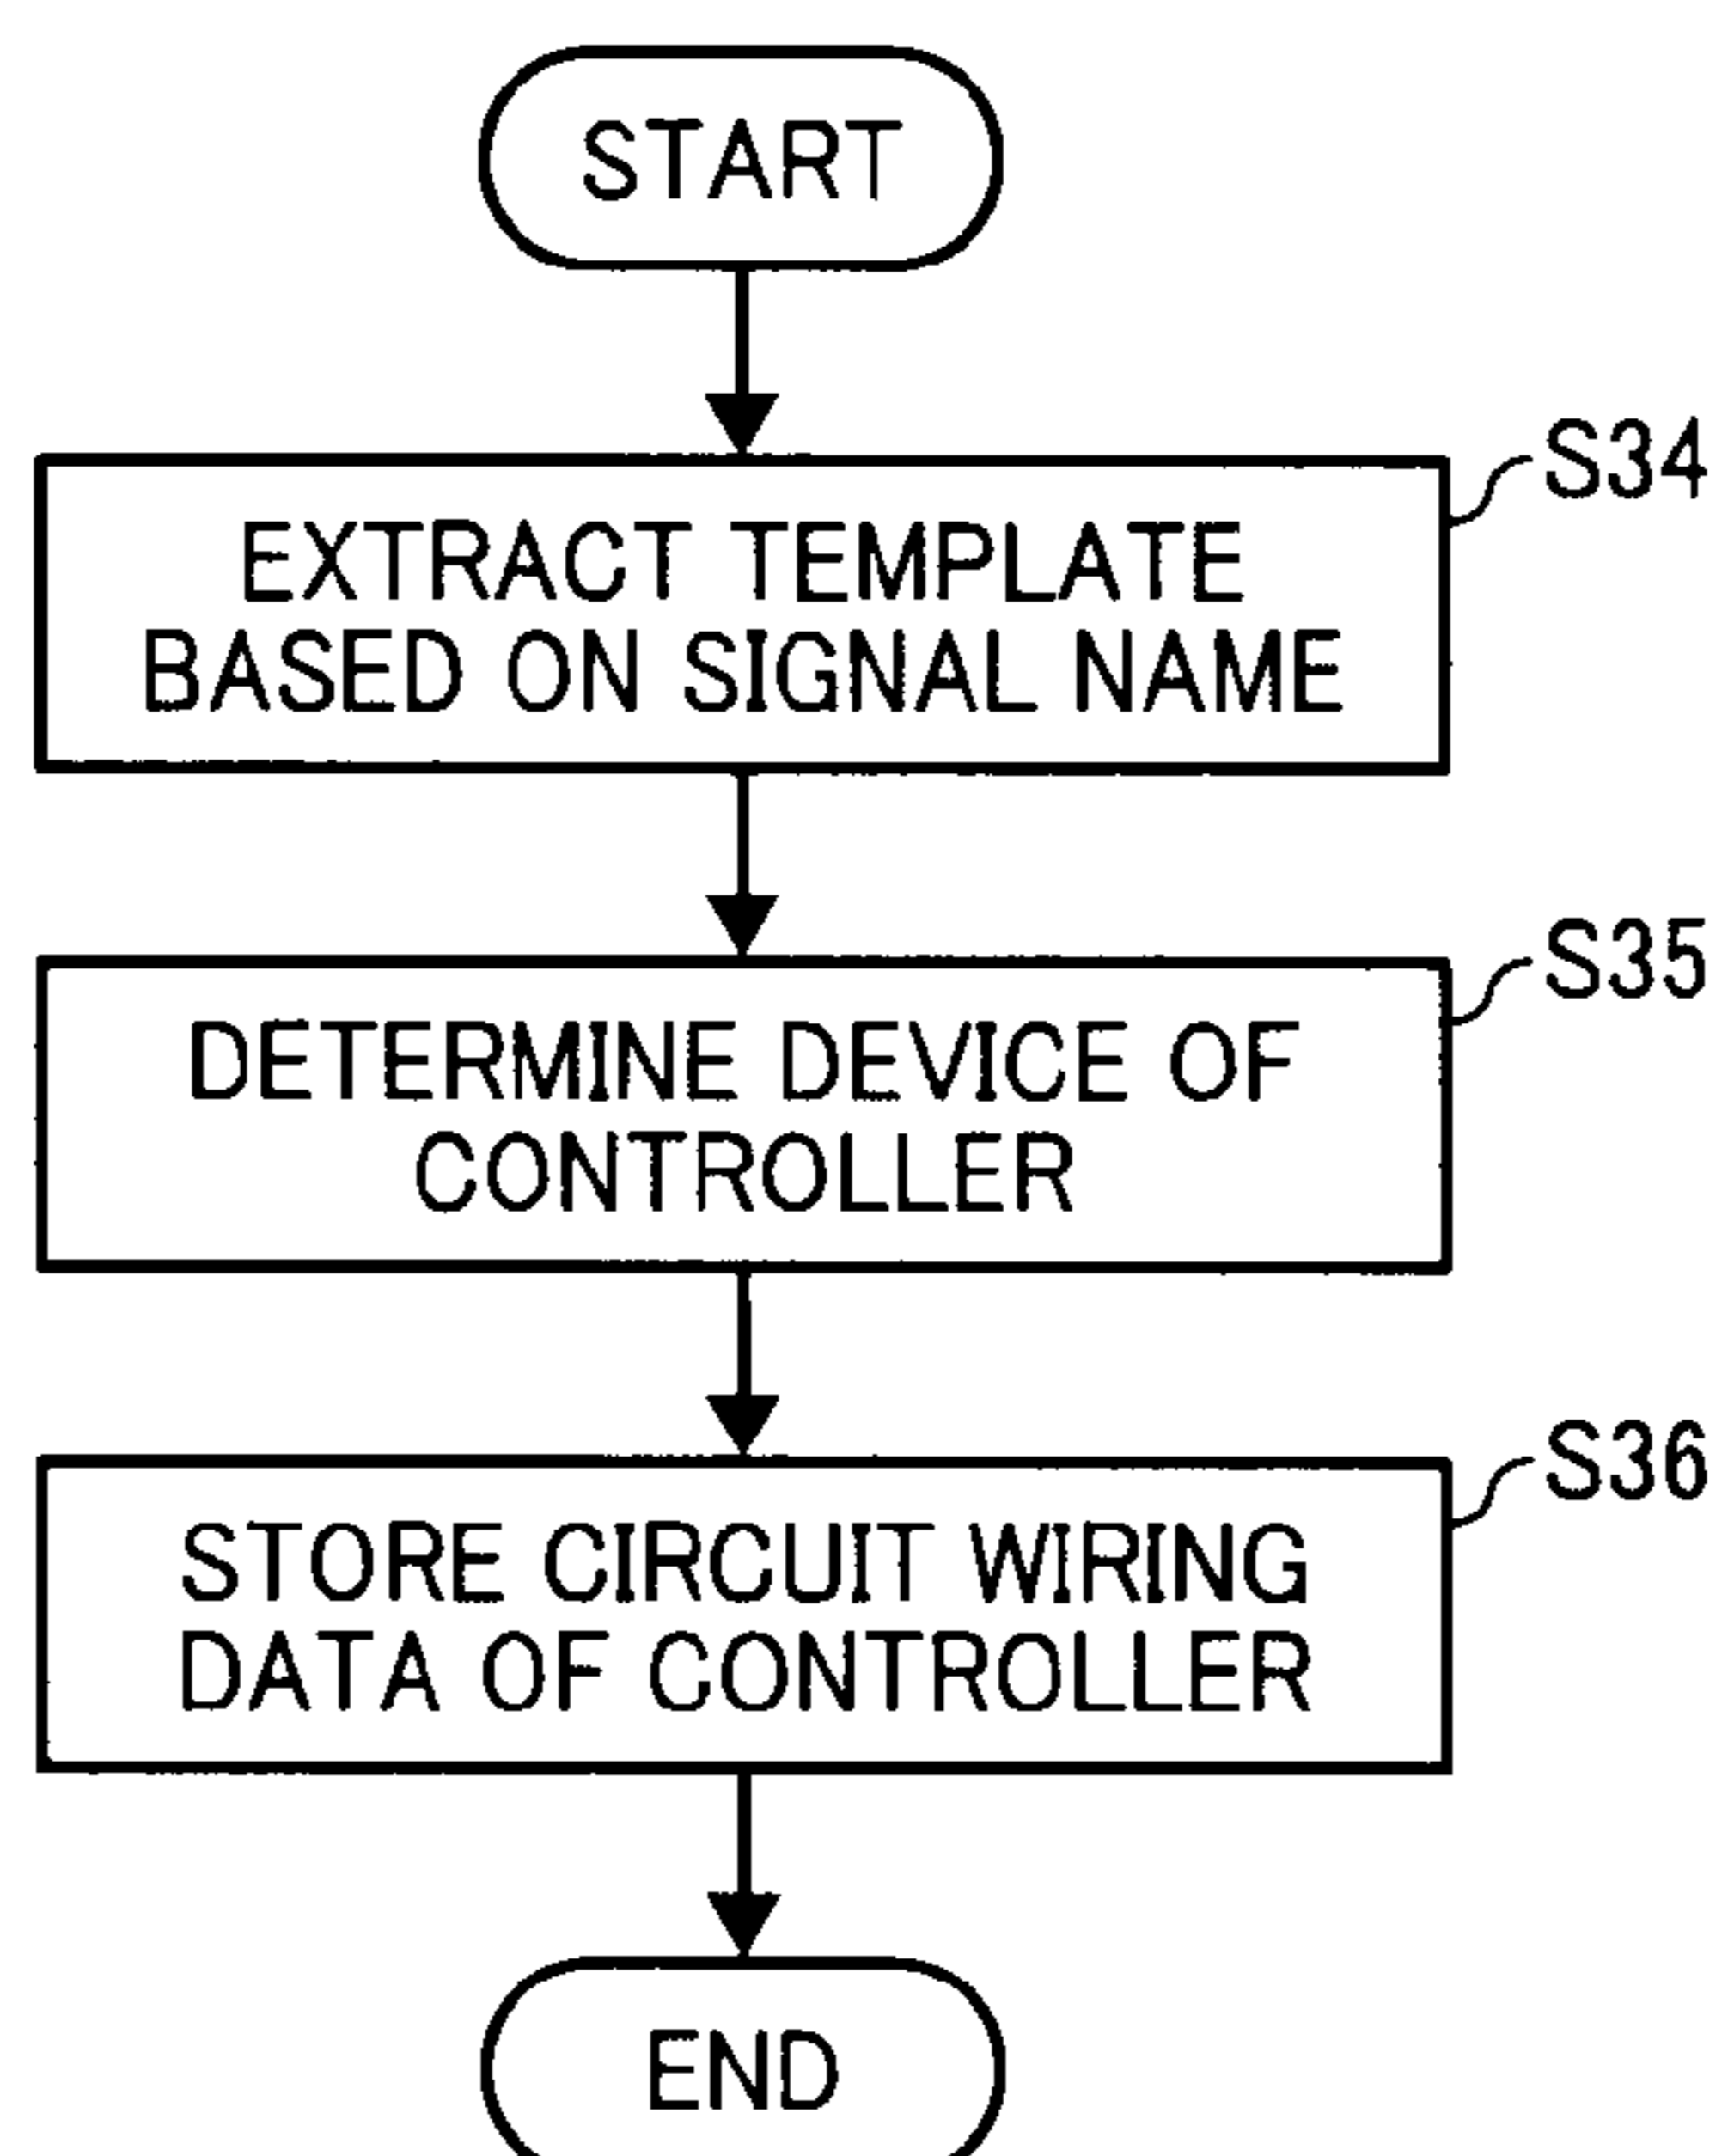 START
S34
EXTRACT TEMPLATE
BASED ON SIGNAL NAME
S35
DETERMINE DEVICE OF
CONTROLLER
S36
STORE CIRCUIT WIRING
DATA OF CONTROLLER
END